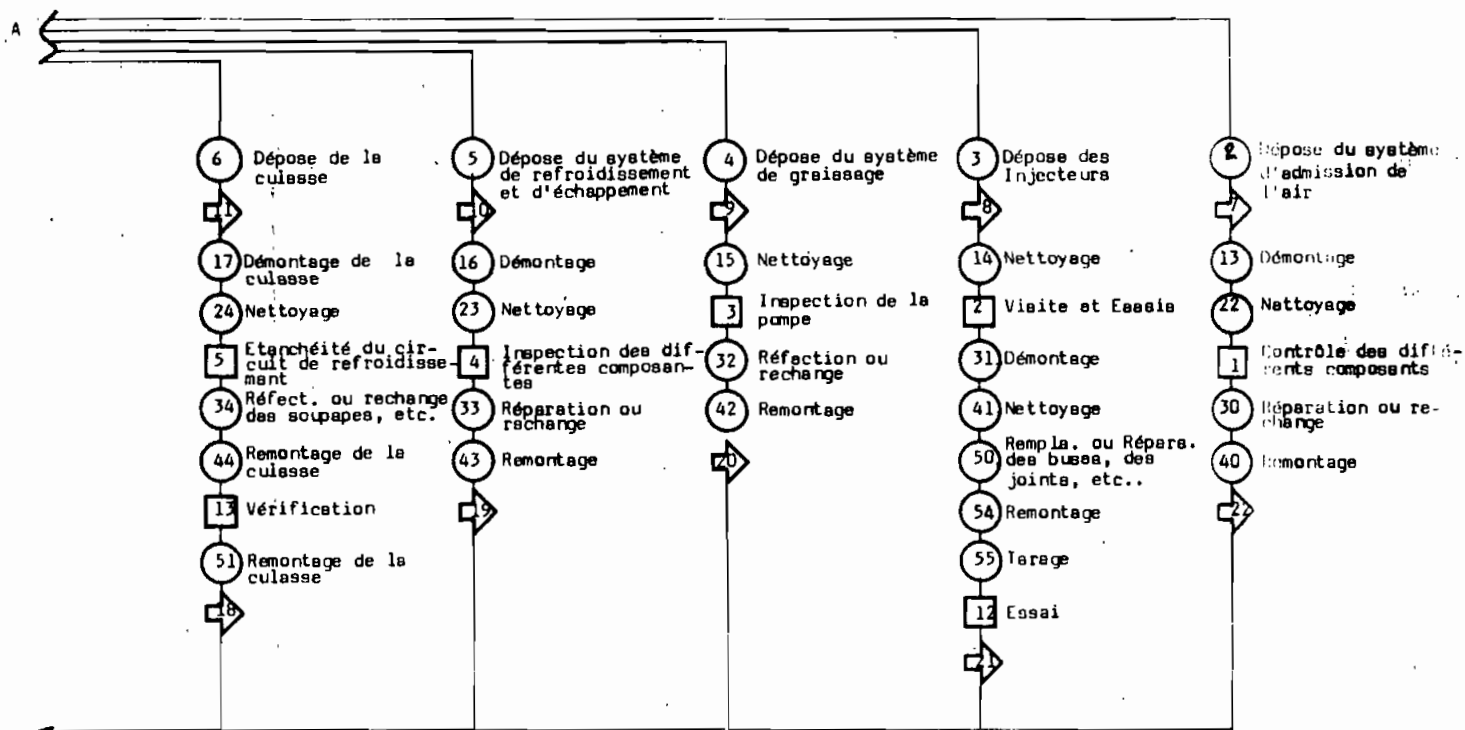 A
6
Dépose de la
culasse
11
17
Démontage de la
culasse
24
Nettoyage
5
Etanchéité du cir-
cuit de refroidisse-
ment
34
Réfect. ou rechange
des soupapes, etc.
44
Remontage de la
culasse
13
Vérification
51
Remontage de la
culasse
18
5
Dépose du système
de refroidissement
et d'échappement
10
16
Démontage
23
Nettoyage
4
Inspection des dif-
férentes composan-
tes
33
Réparation ou
rechange
43
Remontage
19
4
Dépose du système
de graissage
9
15
Nettoyage
3
Inspection de la
pompe
32
Réfection ou
rechange
42
Remontage
20
3
Dépose des
Injecteurs
8
14
Nettoyage
2
Visite et Essais
31
Démontage
41
Nettoyage
50
Rempla. ou Répara.
des buses, des
joints, etc..
54
Remontage
55
Tarage
12
Essai
21
2
Dépose du système
d'admission de
l'air
7
13
Démontage
22
Nettoyage
1
Contrôle des diffé-
rents composants
30
Réparation ou re-
change
40
Remontage
22